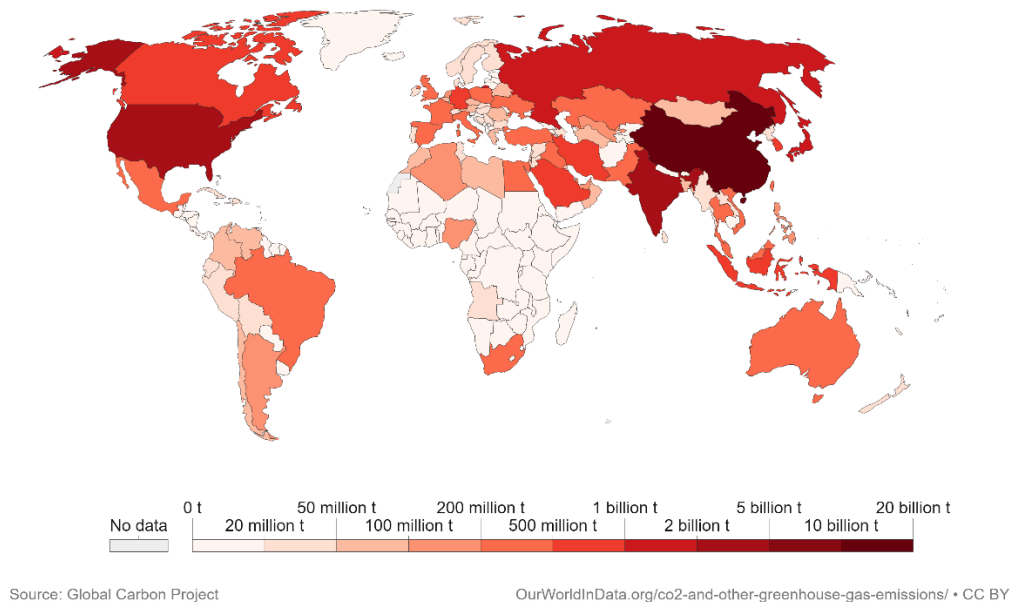 0 t 50 million t 200 million t 1 billion t 5 billion t 20 billion t
No data 20 million t 100 million t 500 million t 2 billion t 10 billion t
Source: Global Carbon Project OurWorldInData.org/co2-and-other-greenhouse-gas-emissions/ • CC BY